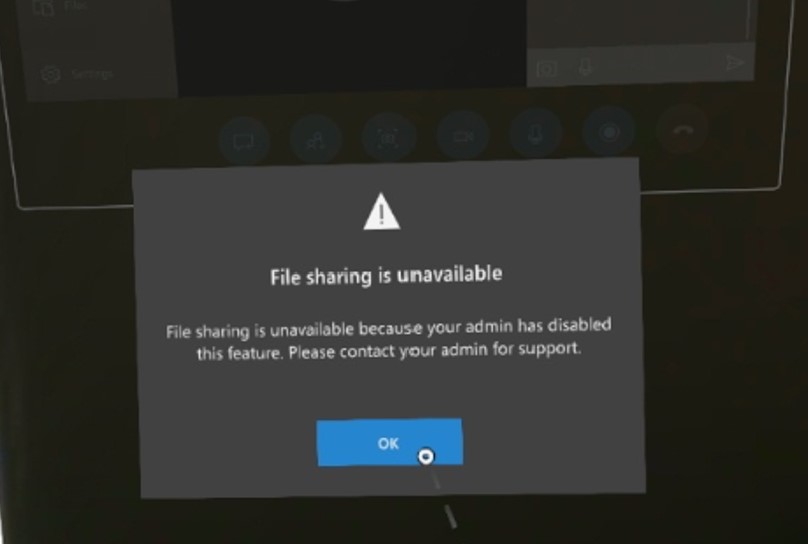 Files
Settings
File sharing is unavailable
File sharing is unavailable because your admin has disabled
this feature. Please contact your admin for support.
OK